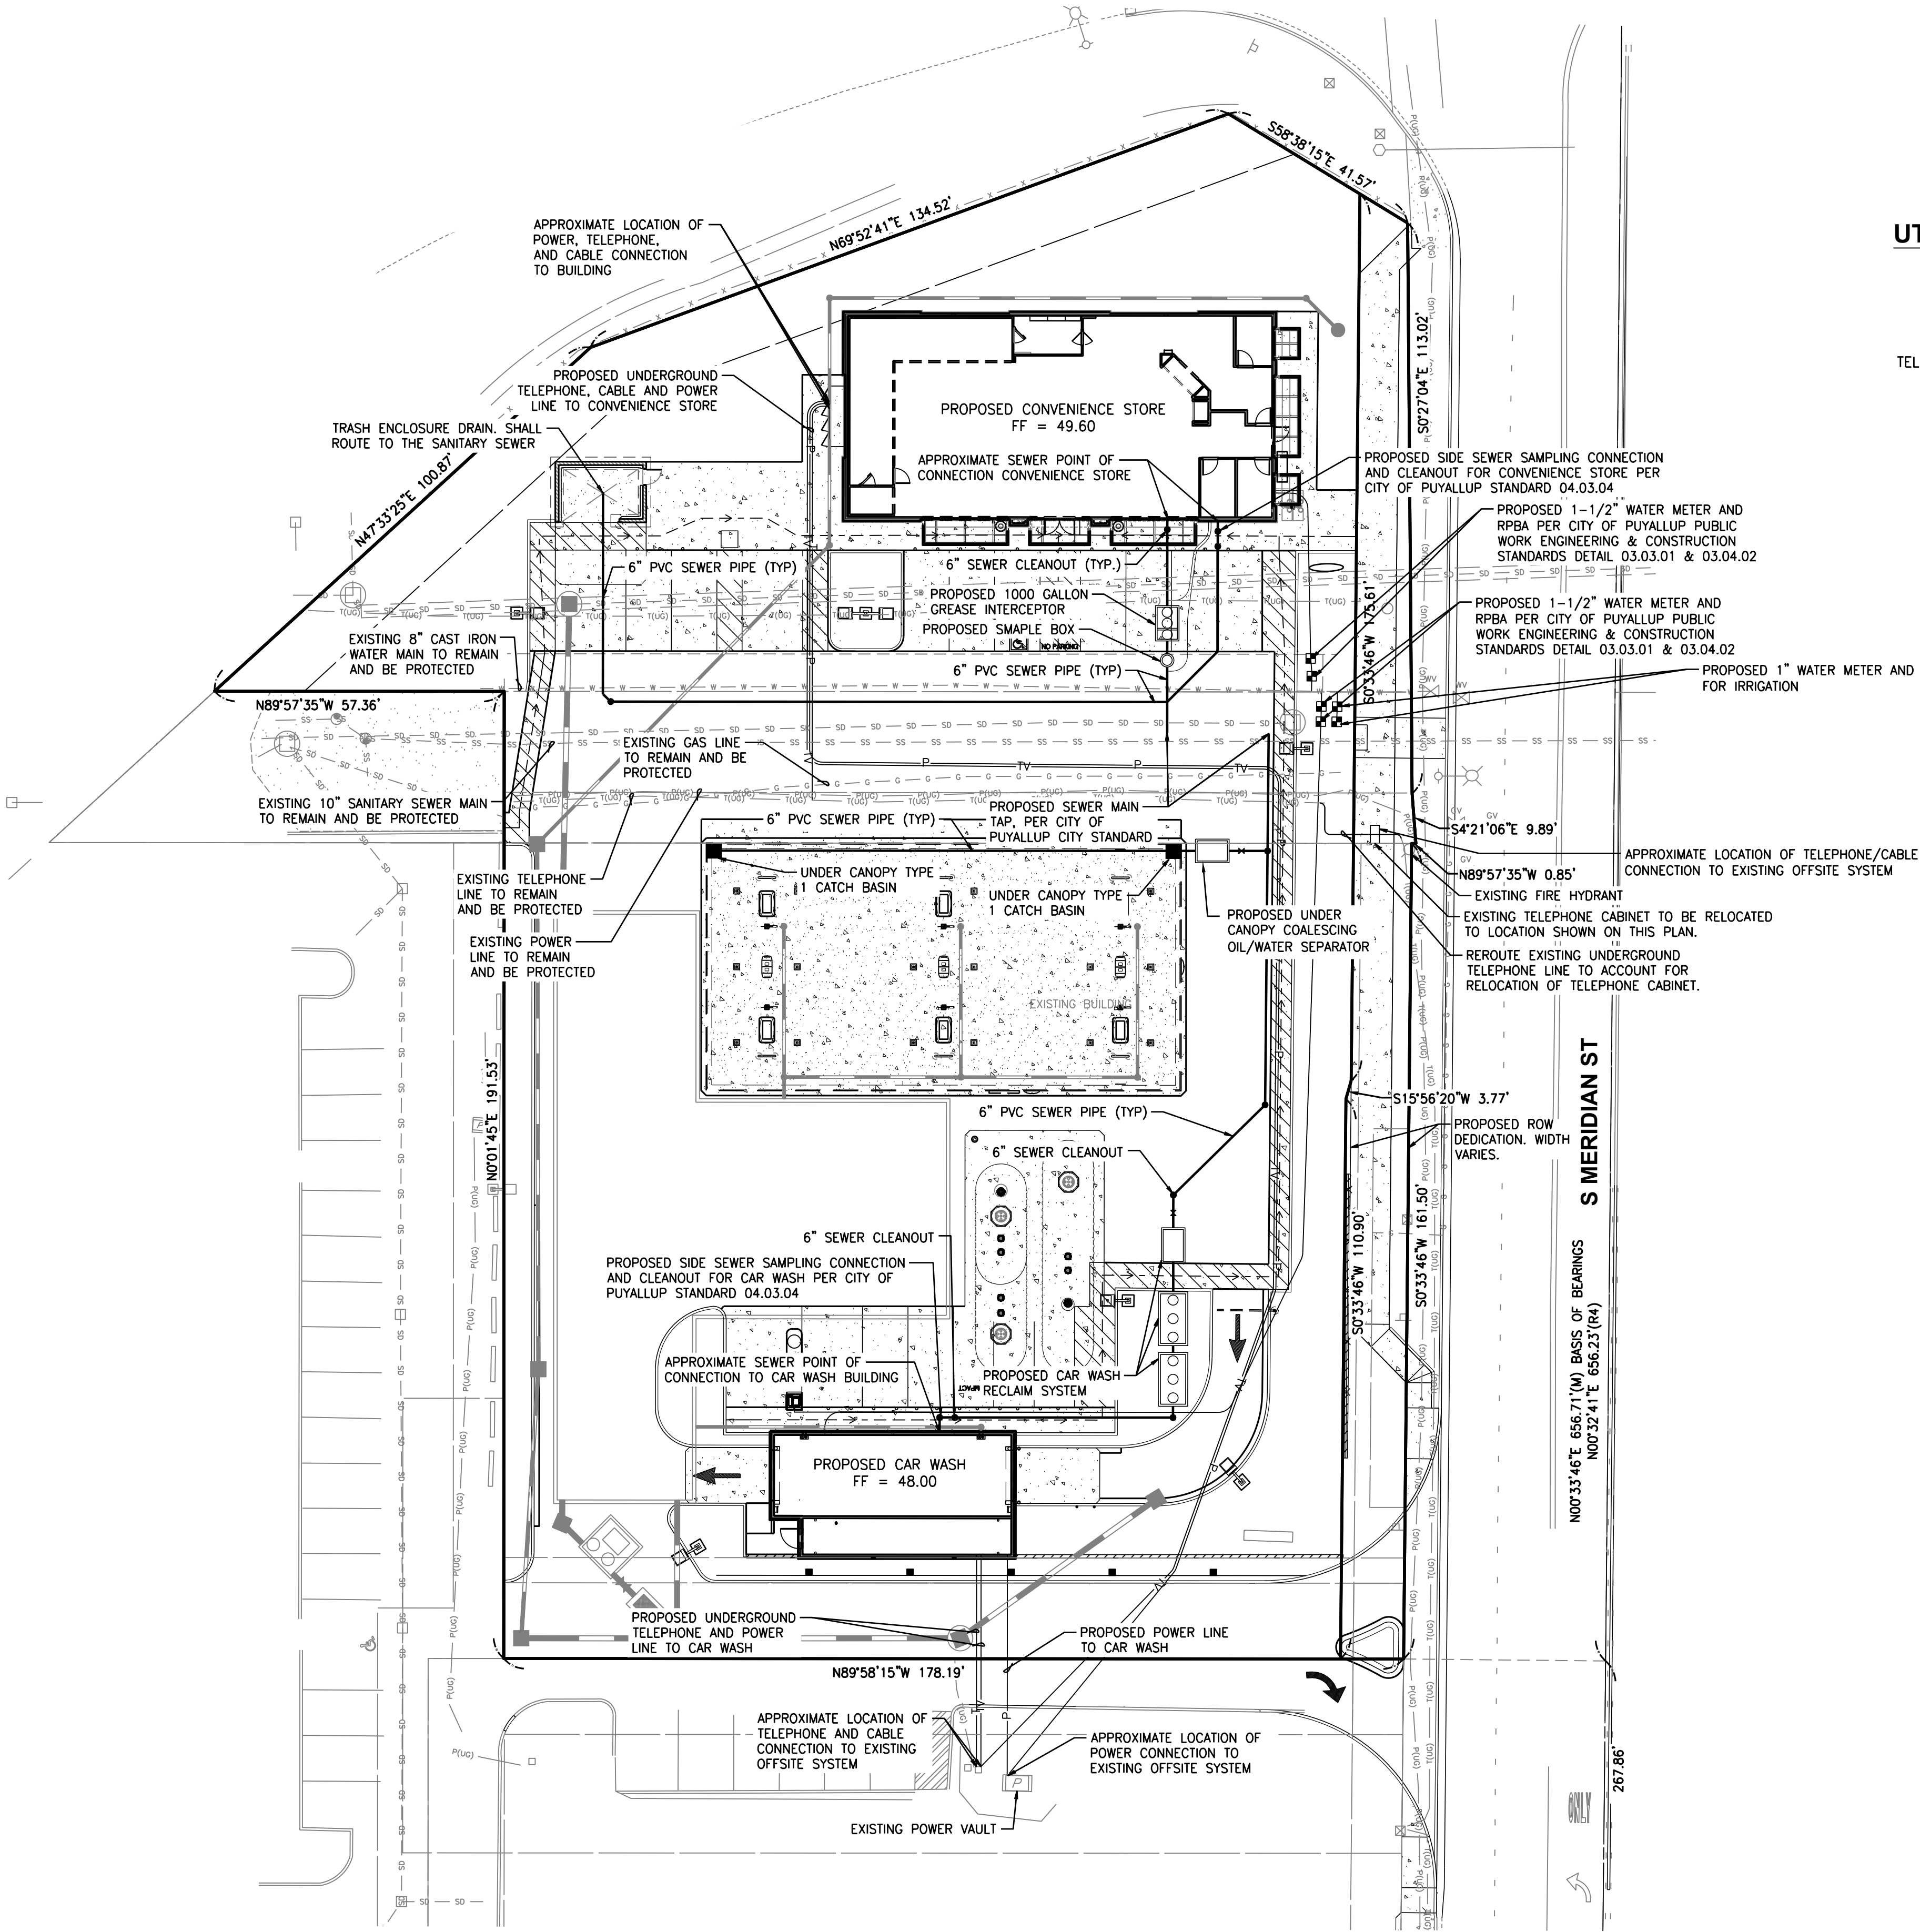 S58°38'15"E 41.57'
N69°52'41"E 134.52'
APPROXIMATE LOCATION OF
POWER, TELEPHONE,
AND CABLE CONNECTION
TO BUILDING
UT
TEL
S0°27'04"E 113.02'
PROPOSED UNDERGROUND
TELEPHONE, CABLE AND POWER
LINE TO CONVENIENCE STORE
PROPOSED CONVENIENCE STORE
FF = 49.60
TRASH ENCLOSURE DRAIN. SHALL
ROUTE TO THE SANITARY SEWER
N47°33'25"E 100.87'
APPROXIMATE SEWER POINT OF
CONNECTION CONVENIENCE STORE
PROPOSED SIDE SEWER SAMPLING CONNECTION
AND CLEANOUT FOR CONVENIENCE STORE PER
CITY OF PUYALLUP STANDARD 04.03.04
PROPOSED 1-1/2" WATER METER AND
RPBA PER CITY OF PUYALLUP PUBLIC
WORK ENGINEERING & CONSTRUCTION
STANDARDS DETAIL 03.03.01 & 03.04.02
6" PVC SEWER PIPE (TYP)
6" SEWER CLEANOUT (TYP.)
PROPOSED 1000 GALLON
GREASE INTERCEPTOR
PROPOSED SMAPLE BOX
NO PARKING
S0°33'46"W 175.61'
PROPOSED 1-1/2" WATER METER AND
RPBA PER CITY OF PUYALLUP PUBLIC
WORK ENGINEERING & CONSTRUCTION
STANDARDS DETAIL 03.03.01 & 03.04.02
EXISTING 8" CAST IRON
WATER MAIN TO REMAIN
AND BE PROTECTED
6" PVC SEWER PIPE (TYP)
PROPOSED 1" WATER METER AND
FOR IRRIGATION
N89°57'35"W 57.36'
EXISTING GAS LINE
TO REMAIN AND BE
PROTECTED
EXISTING 10" SANITARY SEWER MAIN
TO REMAIN AND BE PROTECTED
6" PVC SEWER PIPE (TYP)
PROPOSED SEWER MAIN
TAP, PER CITY OF
PUYALLUP CITY STANDARD
S4°21'06"E 9.89'
APPROXIMATE LOCATION OF TELEPHONE/CABLE
CONNECTION TO EXISTING OFFSITE SYSTEM
N89°57'35"W 0.85'
EXISTING FIRE HYDRANT
EXISTING TELEPHONE CABINET TO BE RELOCATED
TO LOCATION SHOWN ON THIS PLAN.
REROUTE EXISTING UNDERGROUND
TELEPHONE LINE TO ACCOUNT FOR
RELOCATION OF TELEPHONE CABINET.
EXISTING TELEPHONE
LINE TO REMAIN
AND BE PROTECTED
UNDER CANOPY TYPE
1 CATCH BASIN
UNDER CANOPY TYPE
1 CATCH BASIN
PROPOSED UNDER
CANOPY COALESCING
OIL/WATER SEPARATOR
EXISTING POWER
LINE TO REMAIN
AND BE PROTECTED
EXISTING BUILDING
N0°01'45"E 191.53'
S MERIDIAN ST
S15°56'20"W 3.77'
PROPOSED ROW
DEDICATION. WIDTH
VARIES.
6" PVC SEWER PIPE (TYP)
6" SEWER CLEANOUT
S0°33'46"W 110.90'
S0°33'46"W 161.50'
N00°33'46"E 656.71'(M) BASIS OF BEARINGS
N00°32'41"E 656.23'(R4)
6" SEWER CLEANOUT
PROPOSED SIDE SEWER SAMPLING CONNECTION
AND CLEANOUT FOR CAR WASH PER CITY OF
PUYALLUP STANDARD 04.03.04
APPROXIMATE SEWER POINT OF
CONNECTION TO CAR WASH BUILDING
PROPOSED CAR WASH
RECLAIM SYSTEM
PROPOSED CAR WASH
FF = 48.00
PROPOSED UNDERGROUND
TELEPHONE AND POWER
LINE TO CAR WASH
PROPOSED POWER LINE
TO CAR WASH
N89°58'15"W 178.19'
APPROXIMATE LOCATION OF
TELEPHONE AND CABLE
CONNECTION TO EXISTING
OFFSITE SYSTEM
APPROXIMATE LOCATION OF
POWER CONNECTION TO
EXISTING OFFSITE SYSTEM
P
EXISTING POWER VAULT
267.86'
ONLY